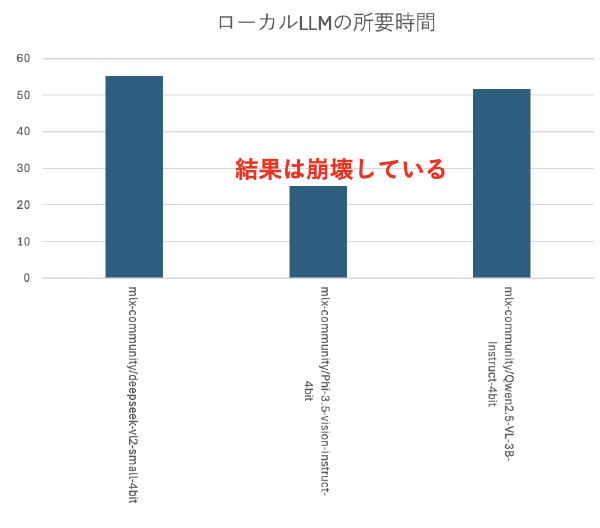 ローカルLLMの所要時間
60
50
40
30
20
10
0
結果は崩壊している
mlx-community/deepseek-vl2-small-4bit
mlx-community/Phi-3.5-vision-instruct-
4bit
mlx-community/Qwen2.5-VL-3B-
Instruct-4bit